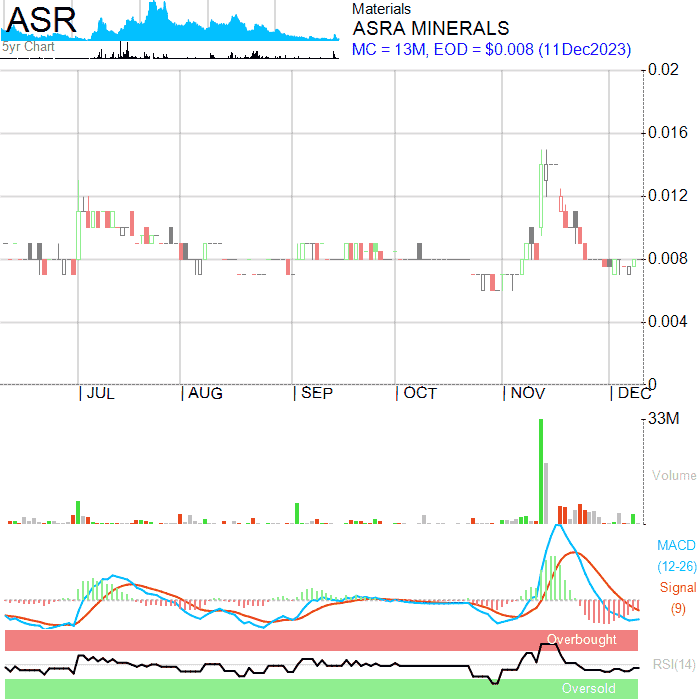 ASR
5yr Chart
Materials
ASRA MINERALS
MC = 13M, EOD = $0.008 (11Dec2023)
0.02
0.016
0.012
0.008
0.004
0
| JUL | AUG | SEP | OCT | NOV | DEC
33M
Volume
MACD
(12-26)
Signal
(9)
Overbought
RSI(14)
Oversold